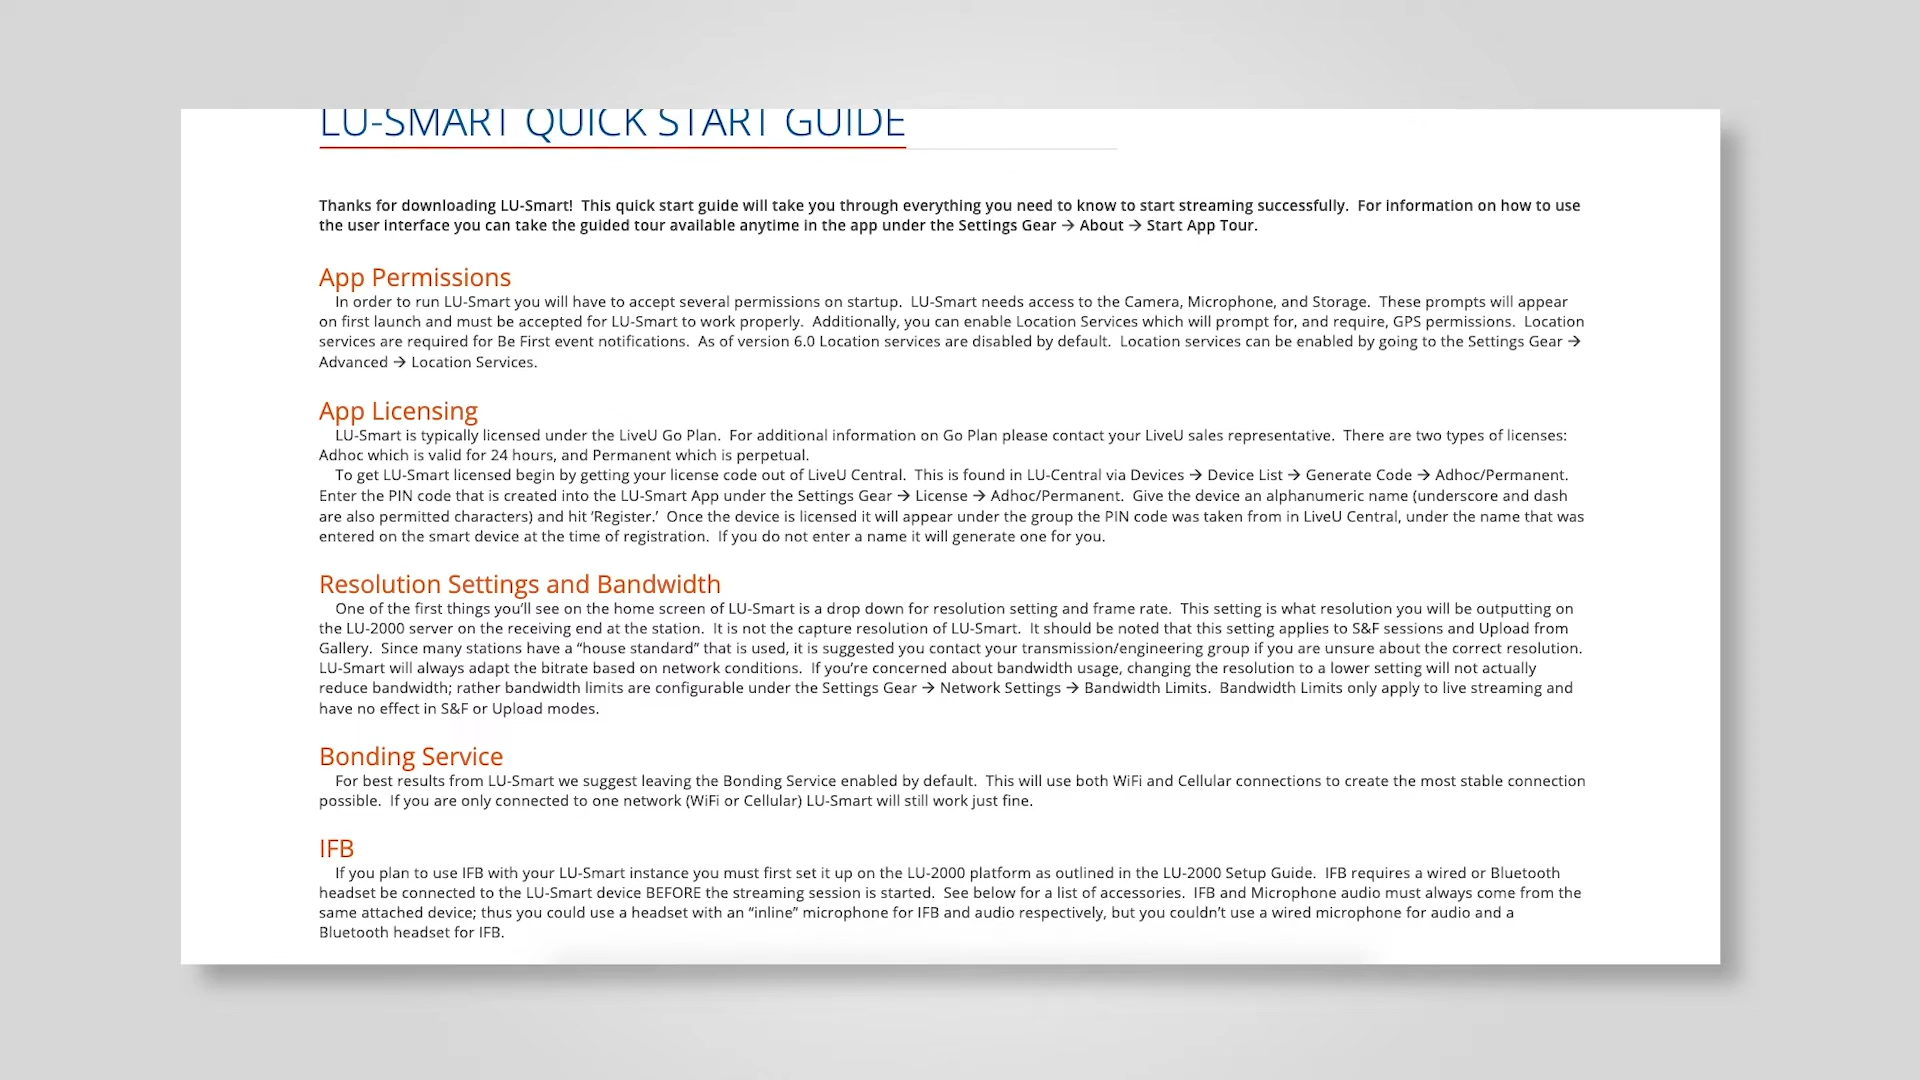 LU-SMART QUICK START GUIDE
Thanks for downloading LU-Smart!  This quick start guide will take you through everything you need to know to start streaming successfully.  For information on how to use
the user interface you can take the guided tour available anytime in the app under the Settings Gear → About → Start App Tour.
App Permissions
In order to run LU-Smart you will have to accept several permissions on startup.  LU-Smart needs access to the Camera, Microphone, and Storage.  These prompts will appear
on first launch and must be accepted for LU-Smart to work properly.  Additionally, you can enable Location Services which will prompt for, and require, GPS permissions.  Location
services are required for Be First event notifications.  As of version 6.0 Location services are disabled by default.  Location services can be enabled by going to the Settings Gear →
Advanced → Location Services.
App Licensing
LU-Smart is typically licensed under the LiveU Go Plan.  For additional information on Go Plan please contact your LiveU sales representative.  There are two types of licenses:
Adhoc which is valid for 24 hours, and Permanent which is perpetual.
To get LU-Smart licensed begin by getting your license code out of LiveU Central.  This is found in LU-Central via Devices → Device List → Generate Code → Adhoc/Permanent.
Enter the PIN code that is created into the LU-Smart App under the Settings Gear → License → Adhoc/Permanent.  Give the device an alphanumeric name (underscore and dash
are also permitted characters) and hit ‘Register.’  Once the device is licensed it will appear under the group the PIN code was taken from in LiveU Central, under the name that was
entered on the smart device at the time of registration.  If you do not enter a name it will generate one for you.
Resolution Settings and Bandwidth
One of the first things you’ll see on the home screen of LU-Smart is a drop down for resolution setting and frame rate.  This setting is what resolution you will be outputting on
the LU-2000 server on the receiving end at the station.  It is not the capture resolution of LU-Smart.  It should be noted that this setting applies to S&F sessions and Upload from
Gallery.  Since many stations have a “house standard” that is used, it is suggested you contact your transmission/engineering group if you are unsure about the correct resolution.
LU-Smart will always adapt the bitrate based on network conditions.  If you’re concerned about bandwidth usage, changing the resolution to a lower setting will not actually
reduce bandwidth; rather bandwidth limits are configurable under the Settings Gear → Network Settings → Bandwidth Limits.  Bandwidth Limits only apply to live streaming and
have no effect in S&F or Upload modes.
Bonding Service
For best results from LU-Smart we suggest leaving the Bonding Service enabled by default.  This will use both WiFi and Cellular connections to create the most stable connection
possible.  If you are only connected to one network (WiFi or Cellular) LU-Smart will still work just fine.
IFB
If you plan to use IFB with your LU-Smart instance you must first set it up on the LU-2000 platform as outlined in the LU-2000 Setup Guide.  IFB requires a wired or Bluetooth
headset be connected to the LU-Smart device BEFORE the streaming session is started.  See below for a list of accessories.  IFB and Microphone audio must always come from the
same attached device; thus you could use a headset with an “inline” microphone for IFB and audio respectively, but you couldn’t use a wired microphone for audio and a
Bluetooth headset for IFB.